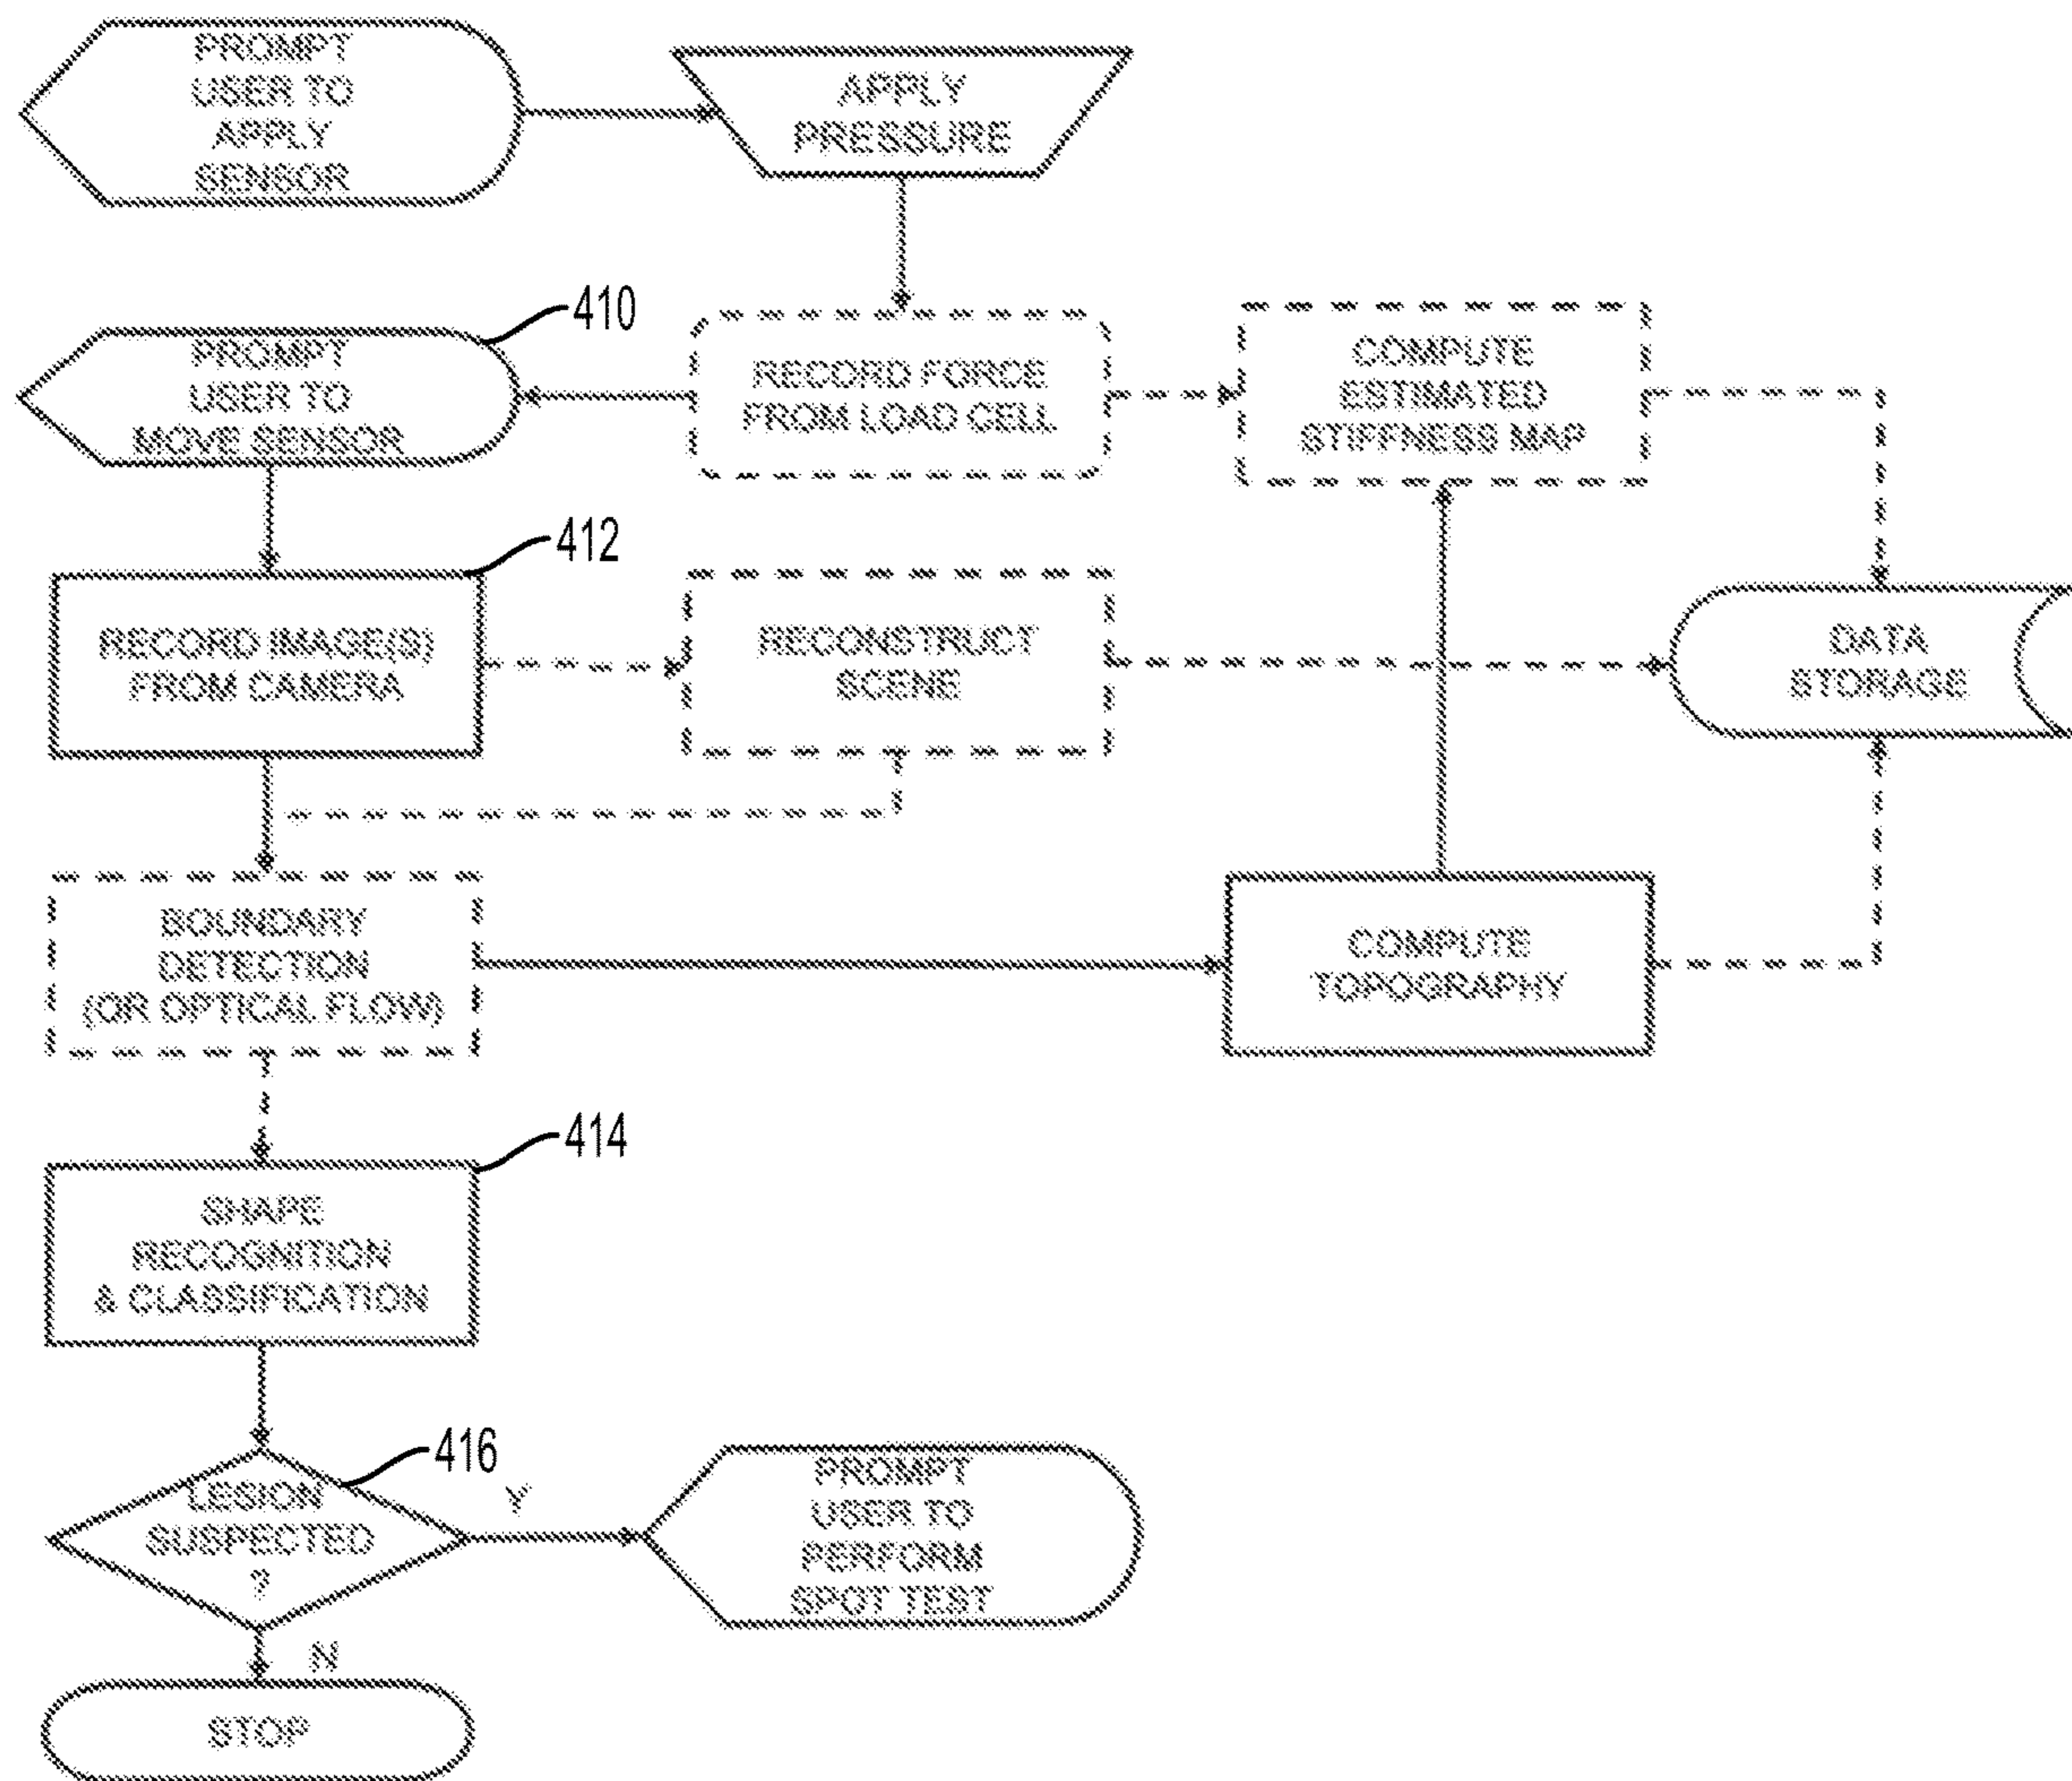 PROMPT
USER TO
APPLY
SENSOR
APPLY
PRESSURE
410
PROMPT
USER TO
MOVE SENSOR
RECORD FORCE
FROM LOAD CELL
COMPUTE
ESTIMATED
STIFFNESS MAP
412
RECORD IMAGE(S)
FROM CAMERA
RECONSTRUCT
SCENE
DATA
STORAGE
BOUNDARY
DETECTION
(OR OPTICAL FLOW)
COMPUTE
TOPOGRAPHY
414
SHAPE
RECOGNITION
& CLASSIFICATION
416
LESION
SUSPECTED
?
Y
PROMPT
USER TO
PERFORM
SPOT TEST
N
STOP